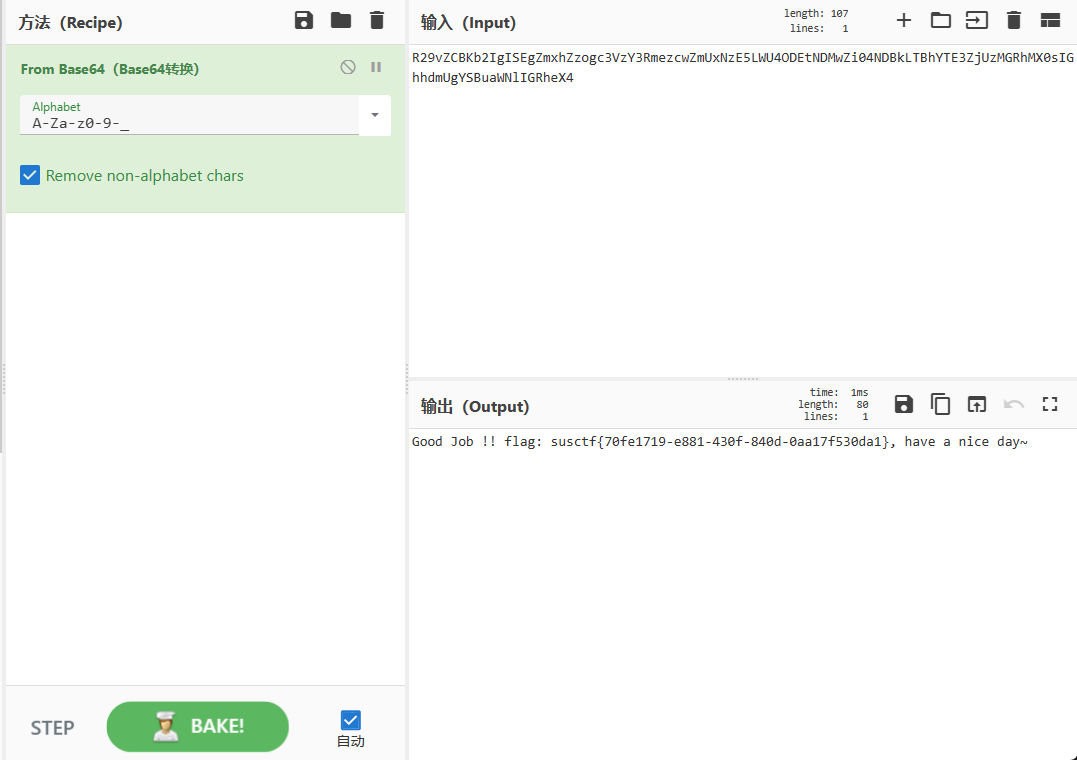 方法（Recipe）
From Base64（Base64转换）
Alphabet
A-Za-z0-9-_
Remove non-alphabet chars
STEP
BAKE!
自动
输入（Input）
length: 107
lines: 1
R29vZCBKb2IgISEgZmxhZzogc3VzY3RmezcwZmUxNzE5LWU4ODEtNDMwZi04NDBkLTBhYTE3ZjUzMGRhMX0sIG
hhdmUgYSBuaWNlIGRheX4
输出（Output）
time: 1ms
length: 80
lines: 1
Good Job !! flag: susctf{70fe1719-e881-430f-840d-0aa17f530da1}, have a nice day~